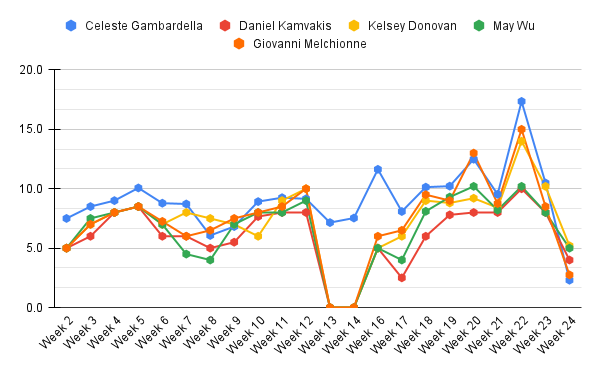 Celeste Gambardella Daniel Kamvakis Kelsey Donovan May Wu
Giovanni Melchionne
20.0
15.0
10.0
5.0
0.0
Week 2 Week 3 Week 4 Week 5 Week 6 Week 7 Week 8 Week 9 Week 10 Week 11 Week 12 Week 13 Week 14 Week 16 Week 17 Week 18 Week 19 Week 20 Week 21 Week 22 Week 23 Week 24